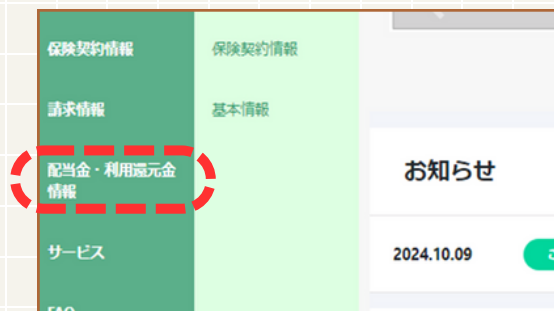 保険契約情報
保険契約情報
請求情報
基本情報
配当金・利用還元金
情報
サービス
FAQ
お知らせ
2024.10.09